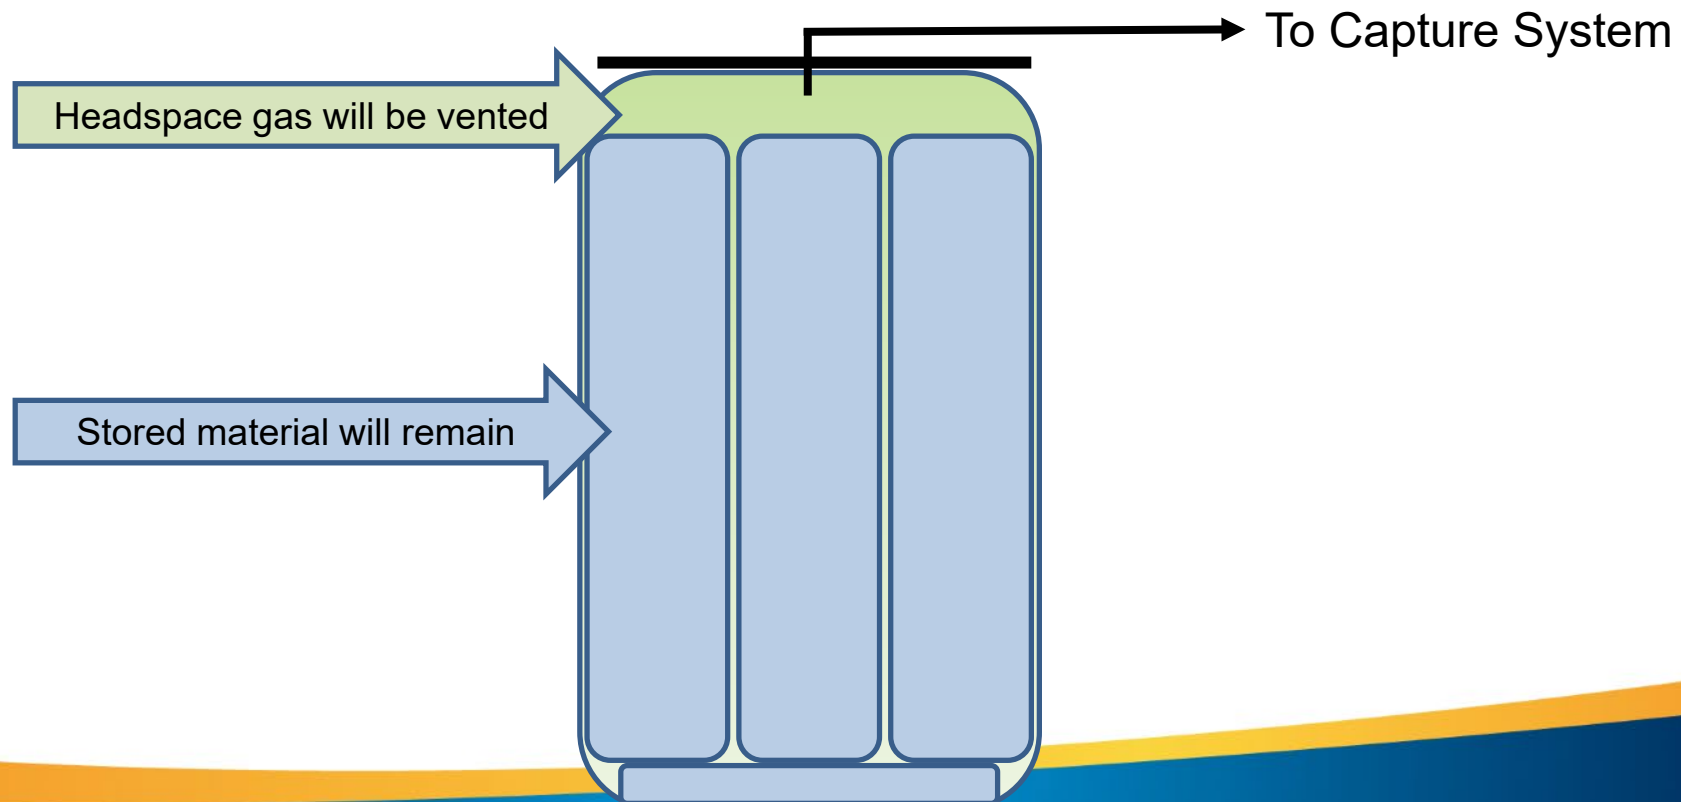 To Capture System
Headspace gas will be vented
Stored material will remain